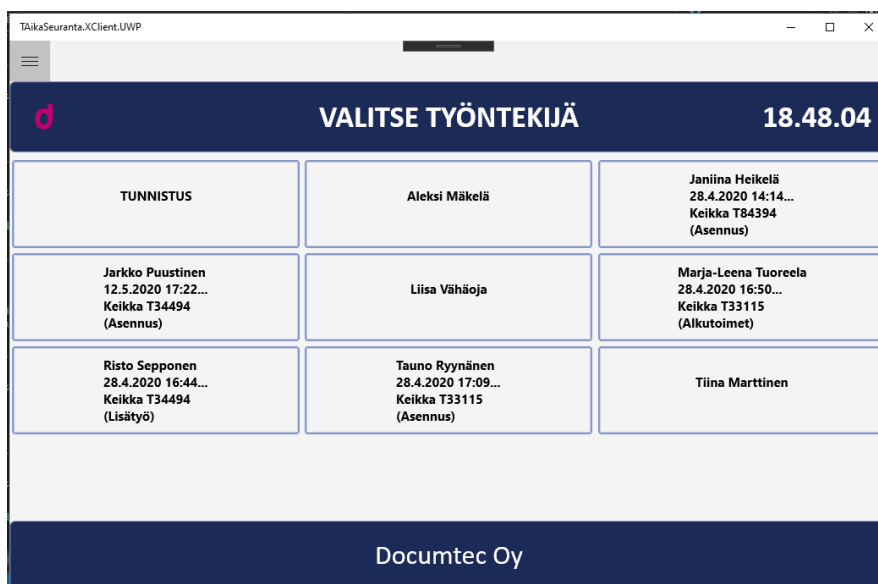 TAikaSeuranta.XClient.UWP
d
VALITSE TYÖNTEKIJÄ
18.48.04
TUNNISTUS
Aleksi Mäkelä
Janiina Heikelä
28.4.2020 14:14...
Keikka T84394
(Asennus)
Jarkko Puustinen
12.5.2020 17:22...
Keikka T34494
(Asennus)
Liisa Vähäoja
Marja-Leena Tuoreela
28.4.2020 16:50...
Keikka T33115
(Alkutoimet)
Risto Sepponen
28.4.2020 16:44...
Keikka T34494
(Lisätyö)
Tauno Ryynänen
28.4.2020 17:09...
Keikka T33115
(Asennus)
Tiina Marttinen
Documtec Oy